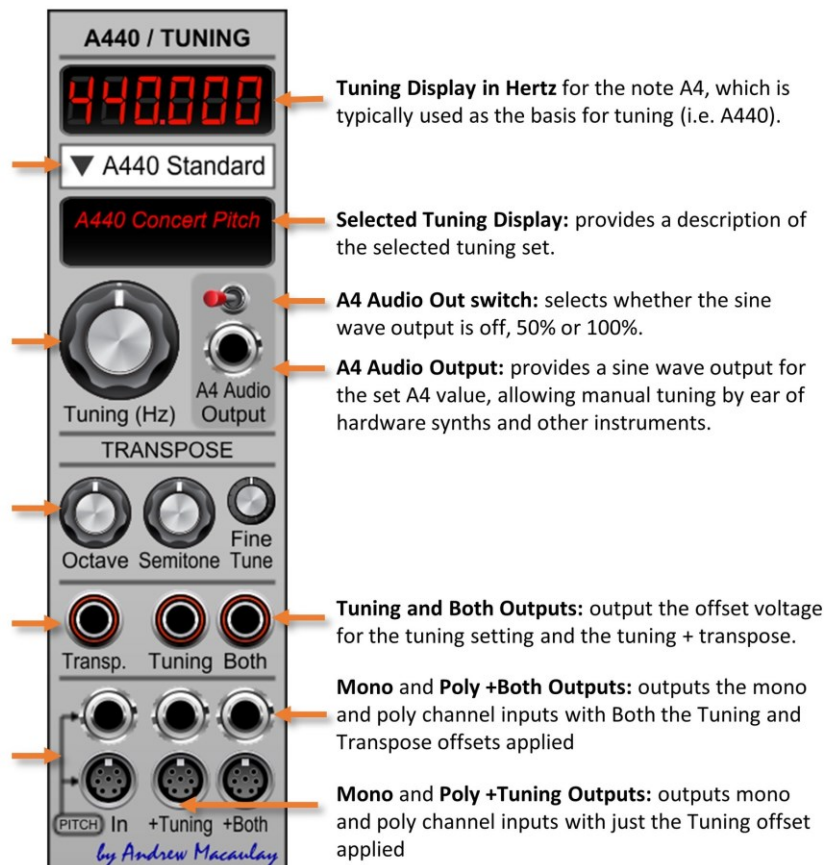 A440 / TUNING
440.000
▼ A440 Standard
A440 Concert Pitch
Tuning (Hz)
A4 Audio
Output
TRANSPOSE
Octave Semitone Fine
Tune
Transp. Tuning Both
PITCH In +Tuning +Both
by Andrew Macaulay
Tuning Display in Hertz for the note A4, which is
typically used as the basis for tuning (i.e. A440).
Selected Tuning Display: provides a description of
the selected tuning set.
A4 Audio Out switch: selects whether the sine
wave output is off, 50% or 100%.
A4 Audio Output: provides a sine wave output for
the set A4 value, allowing manual tuning by ear of
hardware synths and other instruments.
Tuning and Both Outputs: output the offset voltage
for the tuning setting and the tuning + transpose.
Mono and Poly +Both Outputs: outputs the mono
and poly channel inputs with Both the Tuning and
Transpose offsets applied
Mono and Poly +Tuning Outputs: outputs mono
and poly channel inputs with just the Tuning offset
applied